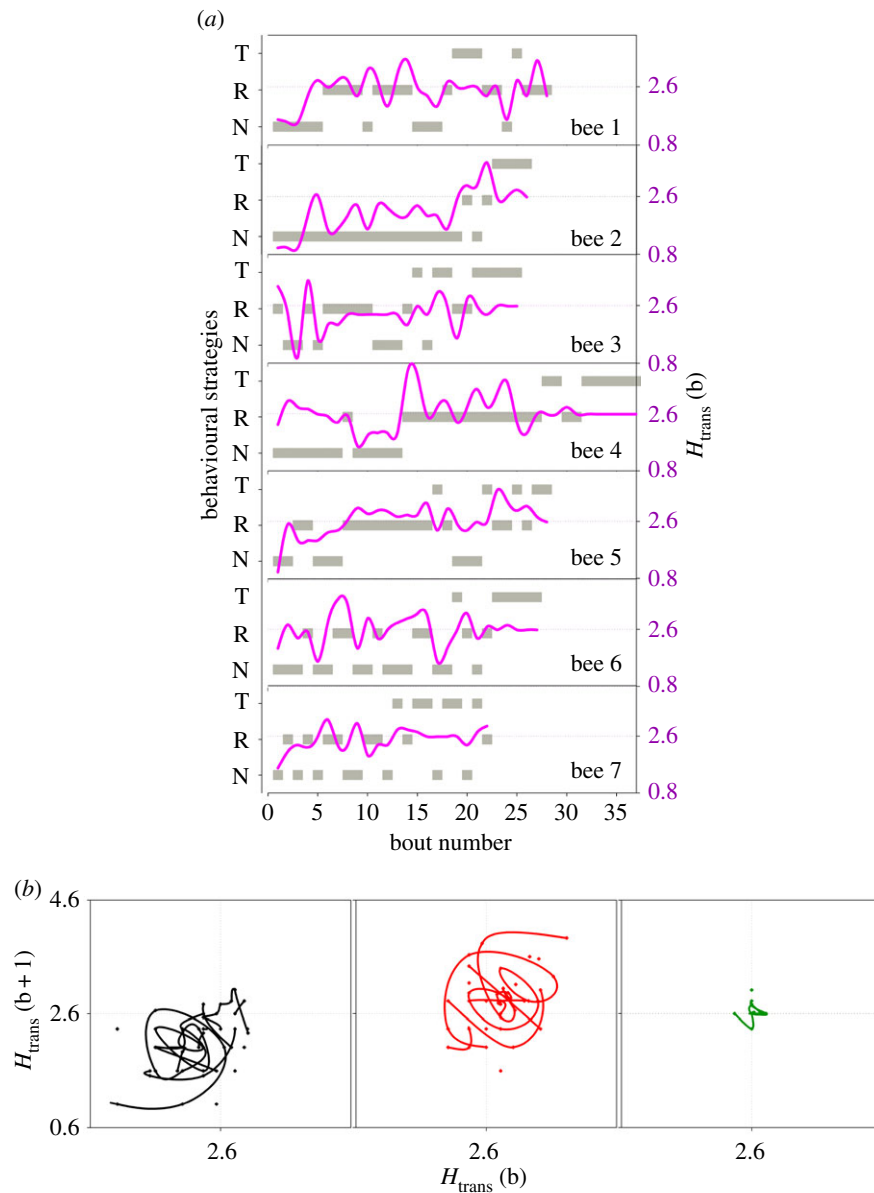 (a)
behavioural strategies
T
R
N
2.6
0.8
bee 1
T
R
N
2.6
0.8
bee 2
T
R
N
2.6
0.8
bee 3
T
R
N
2.6
0.8
bee 4
T
R
N
2.6
0.8
bee 5
T
R
N
2.6
0.8
bee 6
T
R
N
2.6
0.8
bee 7
H_trans (b)
0 5 10 15 20 25 30 35
bout number
(b)
H_trans (b + 1)
4.6
2.6
0.6
2.6 2.6 2.6
H_trans (b)